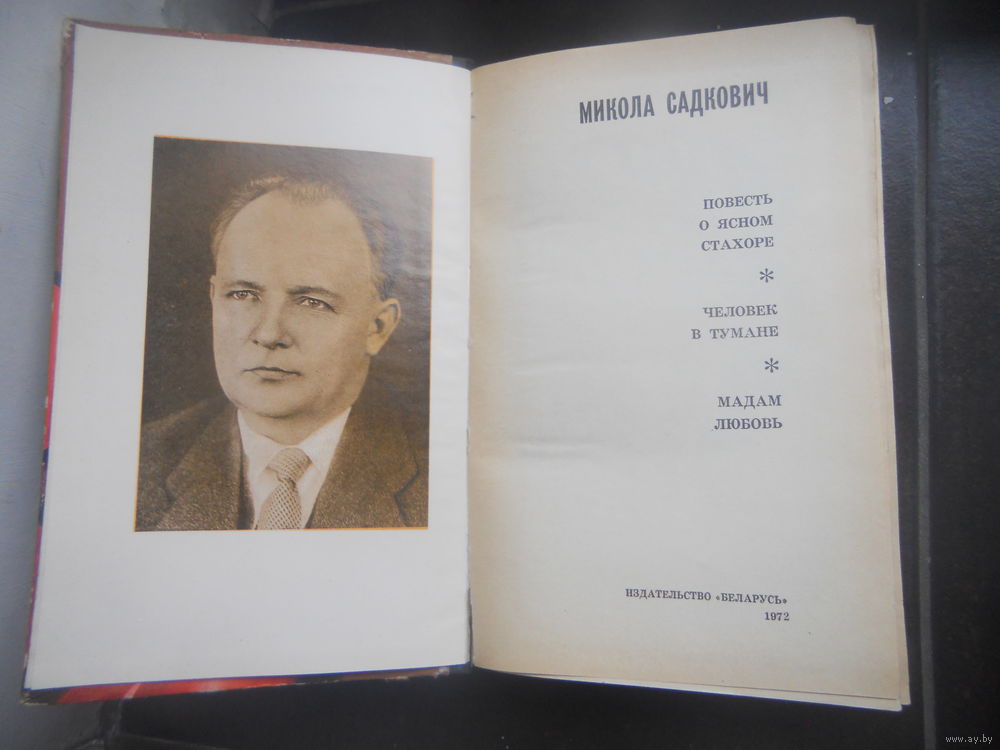 МИКОЛА САДКОВИЧ
ПОВЕСТЬ
О ЯСНОМ
СТАХОРЕ
*
ЧЕЛОВЕК
В ТУМАНЕ
*
МАДАМ
ЛЮБОВЬ
ИЗДАТЕЛЬСТВО «БЕЛАРУСЬ»
1972
www.ay.by